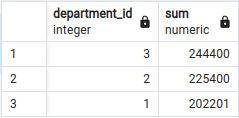 department_id sum
integer numeric
1 3 244400
2 2 225400
3 1 202201